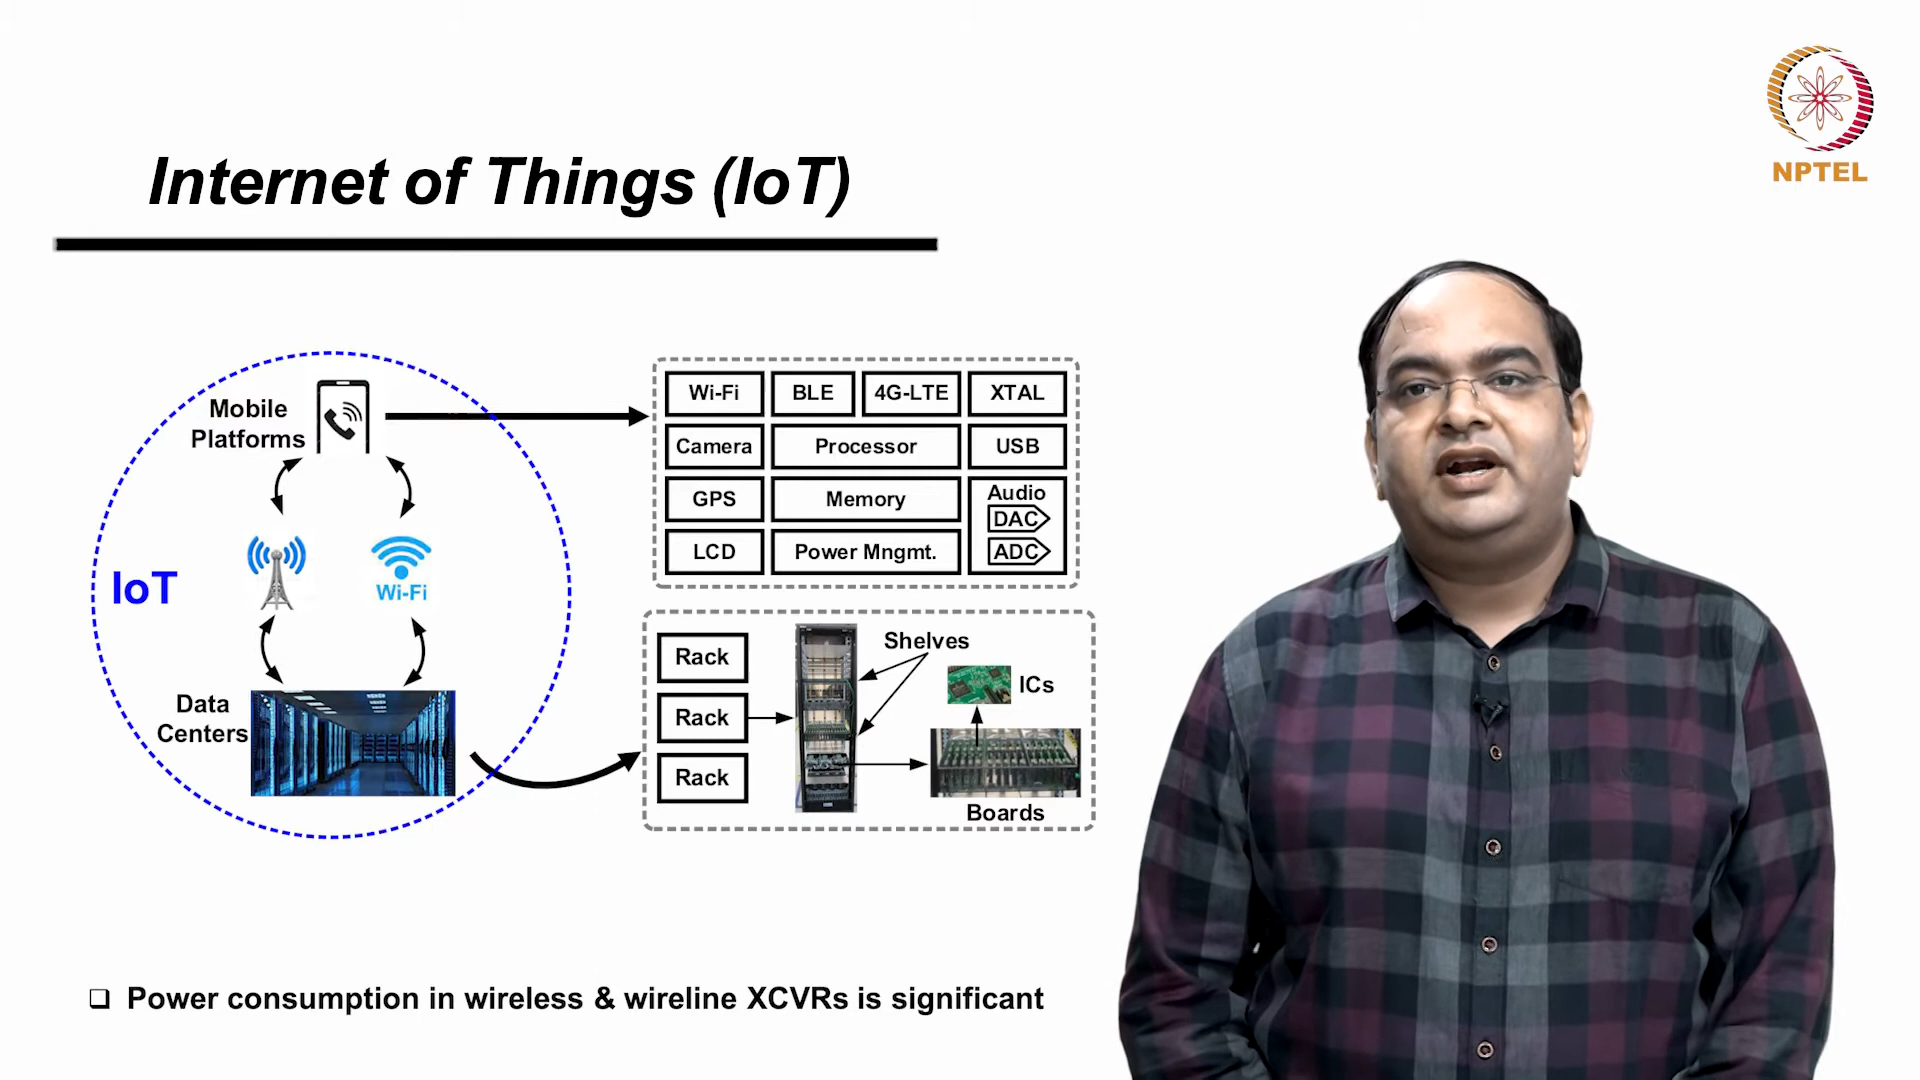 NPTEL
Internet of Things (IoT)
Mobile
Platforms
IoT
Wi-Fi
Data
Centers
Wi-Fi
BLE
4G-LTE
XTAL
Camera
Processor
USB
GPS
Memory
Audio
DAC
ADC
LCD
Power Mngmt.
Rack
Rack
Rack
Shelves
ICs
Boards
Power consumption in wireless & wireline XCVRs is significant